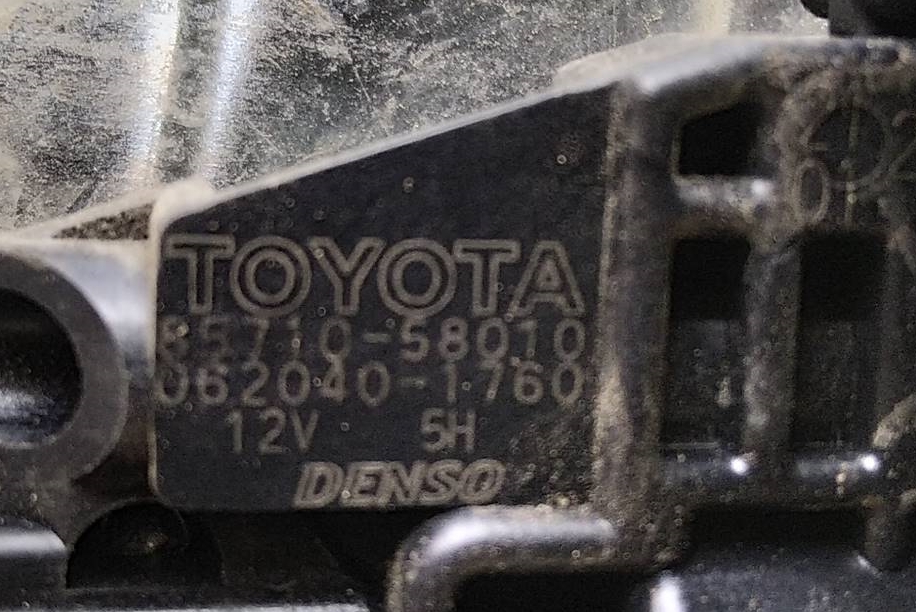 TOYOTA
85710-58010
062040-1760
12V 5H
DENSO